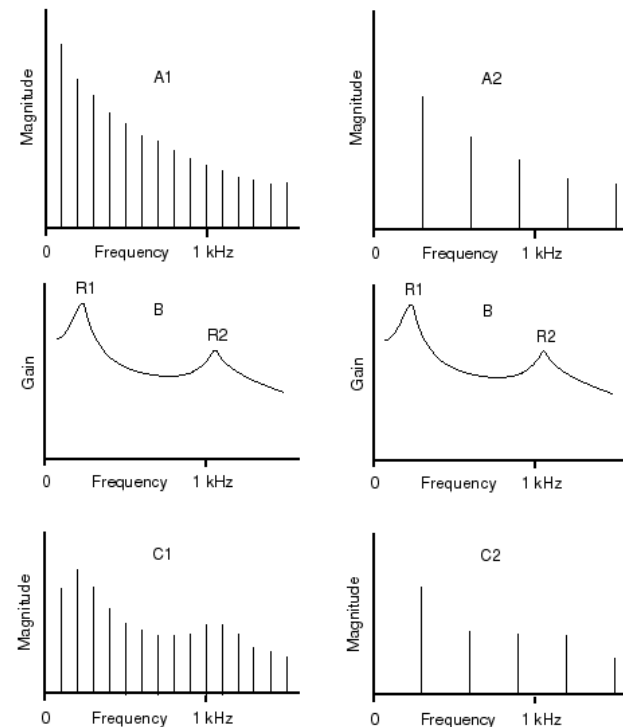 Magnitude
A1
0
Frequency
1 kHz
Magnitude
A2
0
Frequency
1 kHz
Gain
R1
B
R2
0
Frequency
1 kHz
Gain
R1
B
R2
0
Frequency
1 kHz
Magnitude
C1
0
Frequency
1 kHz
Magnitude
C2
0
Frequency
1 kHz